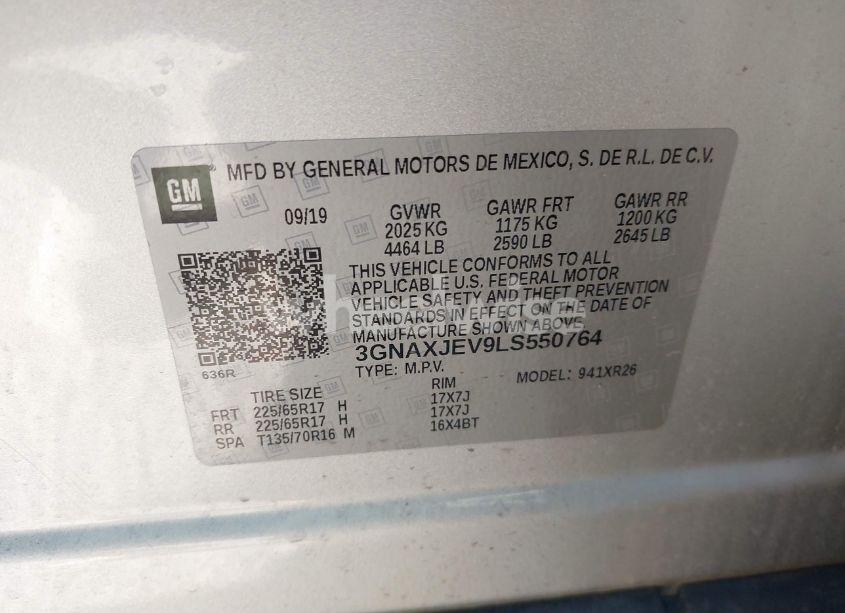 GM
MFD BY GENERAL MOTORS DE MEXICO, S. DE R.L. DE C.V.
09/19 GVWR GAWR FRT GAWR RR
2025 KG 1175 KG 1200 KG
4464 LB 2590 LB 2645 LB
THIS VEHICLE CONFORMS TO ALL
APPLICABLE U.S. FEDERAL MOTOR
VEHICLE SAFETY AND THEFT PREVENTION
STANDARDS IN EFFECT ON THE DATE OF
MANUFACTURE SHOWN ABOVE.
3GNAXJEV9LS550764
636R TYPE: M.P.V. MODEL: 941XR26
TIRE SIZE RIM
FRT 225/65R17 H 17X7J
RR 225/65R17 H 17X7J
SPA T135/70R16 M 16X4BT